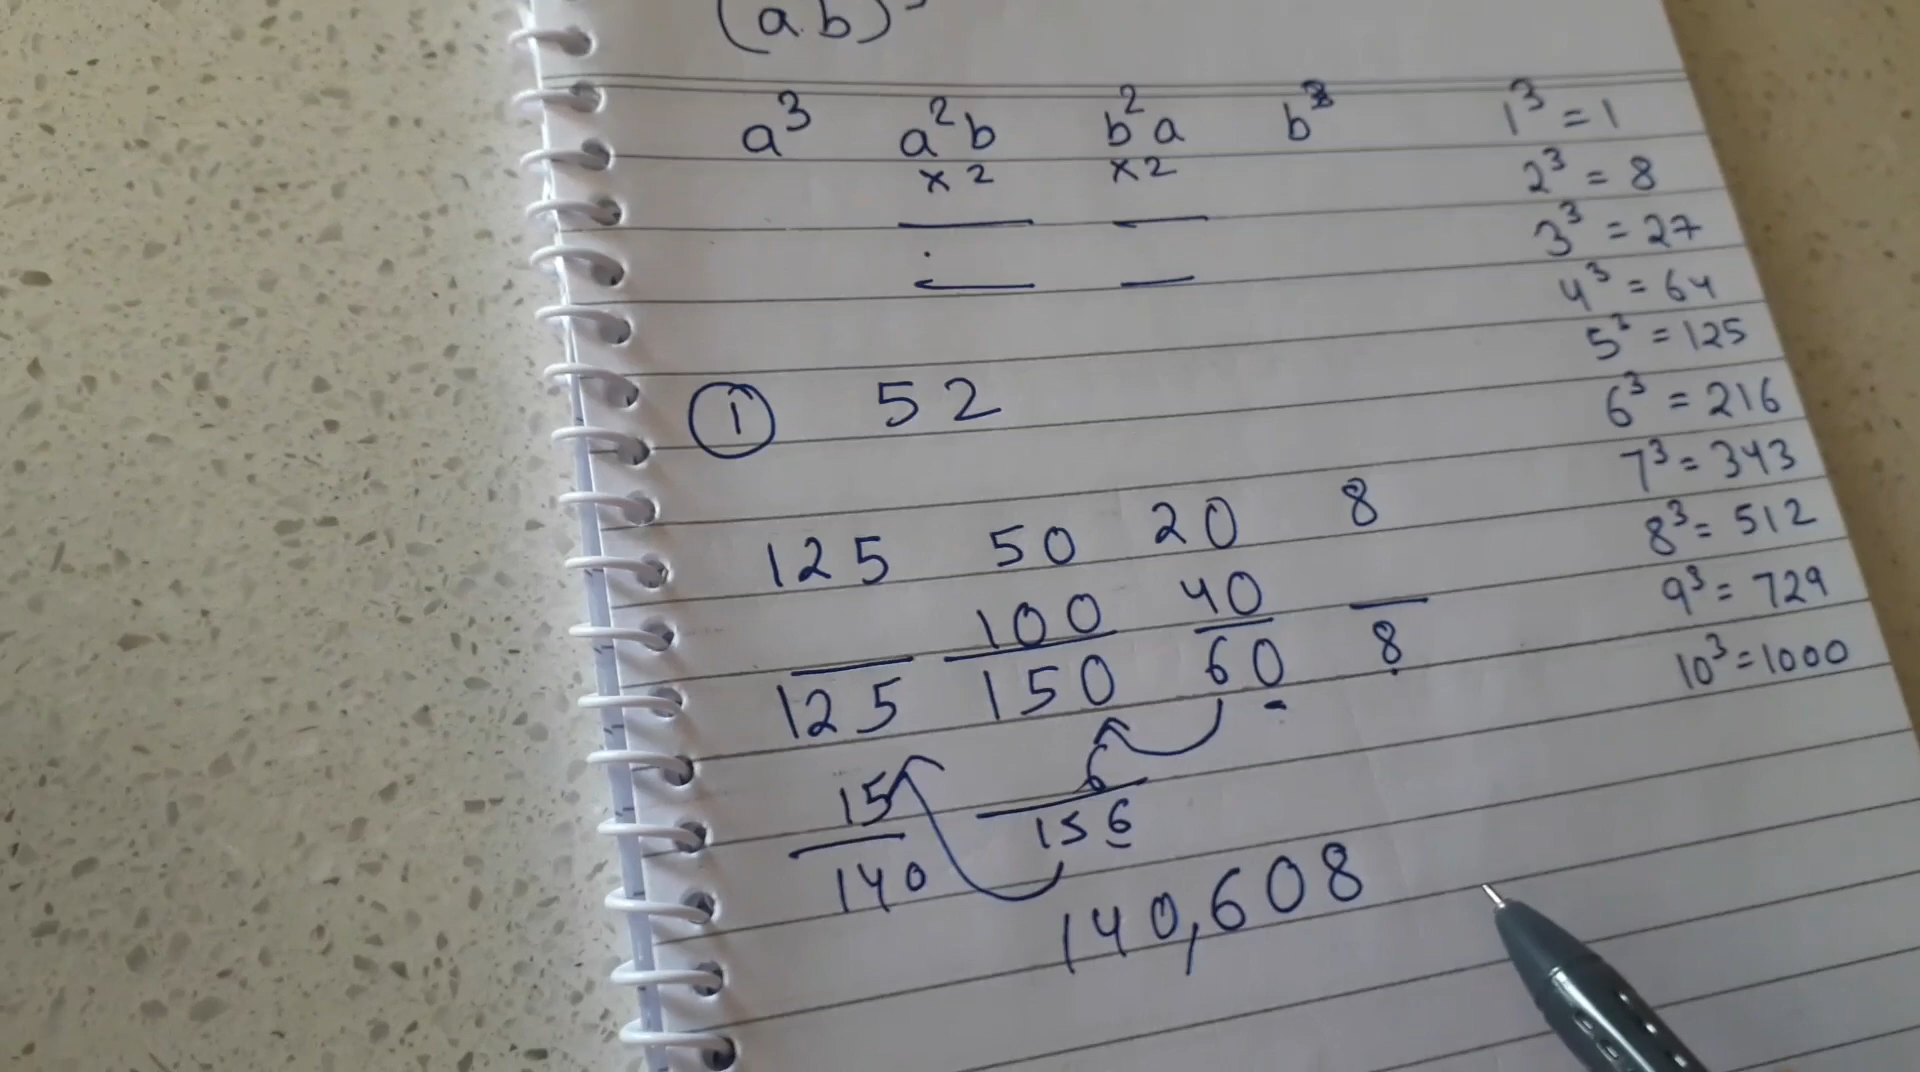 (ab)³
a³ a²b b²a b³
×2 ×2
① 52
125 50 20 8
100 40
125 150 60 8
15 6
140 156
140,608
1³ = 1
2³ = 8
3³ = 27
4³ = 64
5³ = 125
6³ = 216
7³ = 343
8³ = 512
9³ = 729
10³ = 1000